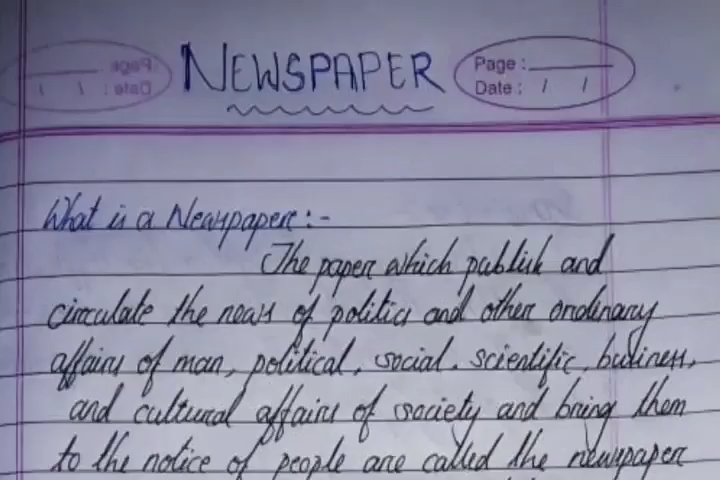 NEWSPAPER
Page :
Date : / /
What is a Newspaper :-
The paper which publish and
circulate the news of politics and other ordinary
affairs of man, political, social, scientific, business,
and cultural affairs of society and bring them
to the notice of people are called the newspaper